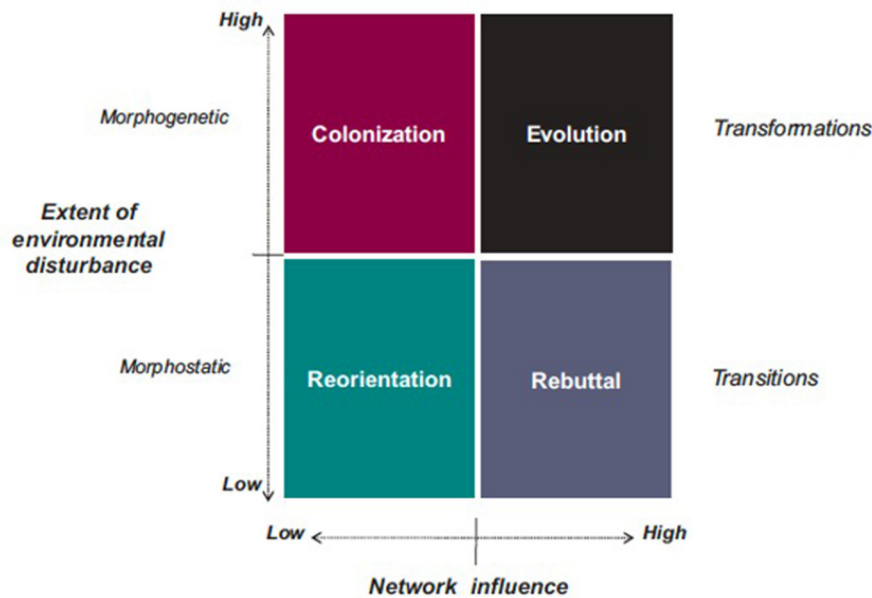 High
Morphogenetic
Colonization
Evolution
Transformations
Extent of
environmental
disturbance
Morphostatic
Reorientation
Rebuttal
Transitions
Low
Low
High
Network influence